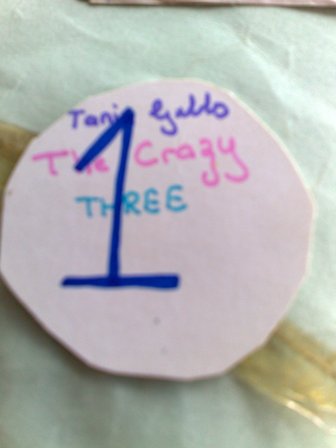 Tania Gallo
The Crazy
THREE
1